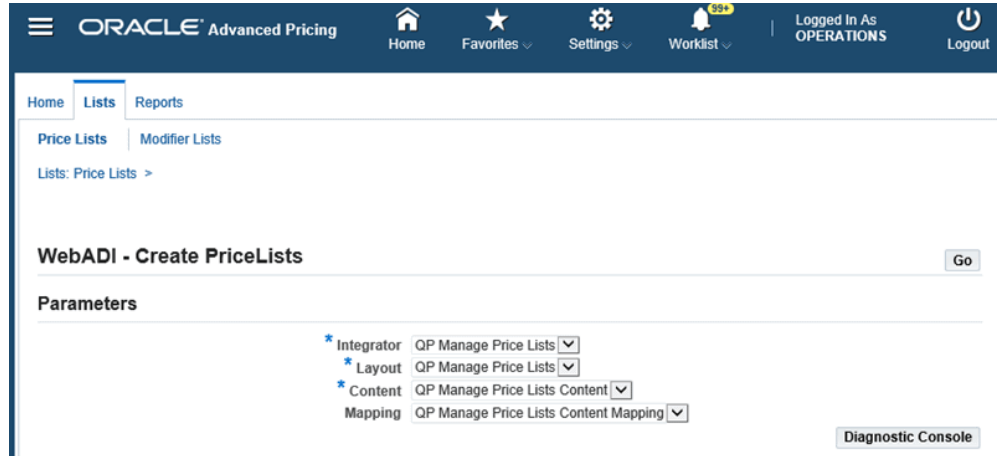 ORACLE Advanced Pricing
Home
Favorites
Settings
99+
Worklist
Logged In As
OPERATIONS
Logout
Home Lists Reports
Price Lists Modifier Lists
Lists: Price Lists >
WebADI - Create PriceLists
Go
Parameters
* Integrator QP Manage Price Lists
* Layout QP Manage Price Lists
* Content QP Manage Price Lists Content
Mapping QP Manage Price Lists Content Mapping
Diagnostic Console